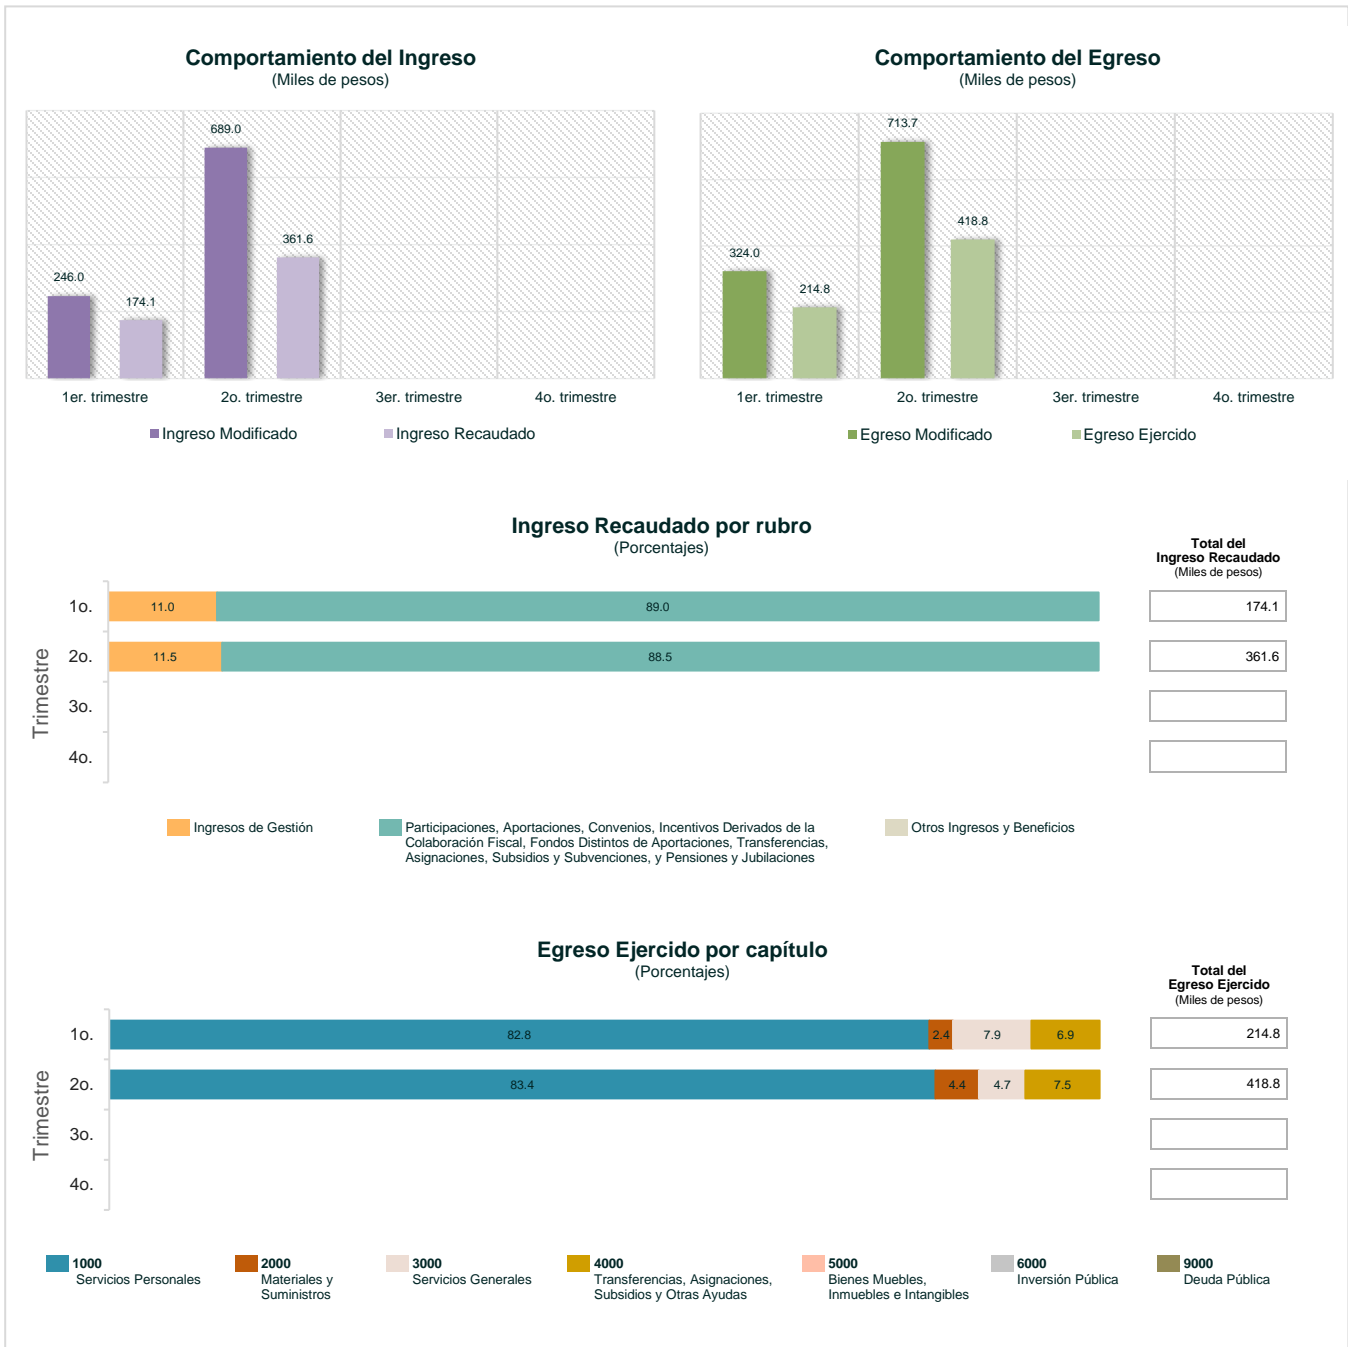 Comportamiento del Ingreso
(Miles de pesos)
689.0
361.6
246.0
174.1
1er. trimestre
2o. trimestre
3er. trimestre
4o. trimestre
Ingreso Modificado
Ingreso Recaudado
Comportamiento del Egreso
(Miles de pesos)
713.7
418.8
324.0
214.8
1er. trimestre
2o. trimestre
3er. trimestre
4o. trimestre
Egreso Modificado
Egreso Ejercido
Ingreso Recaudado por rubro
(Porcentajes)
Total del
Ingreso Recaudado
(Miles de pesos)
Trimestre
1o.
11.0
89.0
174.1
2o.
11.5
88.5
361.6
3o.
4o.
Ingresos de Gestión
Participaciones, Aportaciones, Convenios, Incentivos Derivados de la
Colaboración Fiscal, Fondos Distintos de Aportaciones, Transferencias,
Asignaciones, Subsidios y Subvenciones, y Pensiones y Jubilaciones
Otros Ingresos y Beneficios
Egreso Ejercido por capítulo
(Porcentajes)
Total del
Egreso Ejercido
(Miles de pesos)
Trimestre
1o.
82.8
2.4
7.9
6.9
214.8
2o.
83.4
4.4
4.7
7.5
418.8
3o.
4o.
1000
Servicios Personales
2000
Materiales y
Suministros
3000
Servicios Generales
4000
Transferencias, Asignaciones,
Subsidios y Otras Ayudas
5000
Bienes Muebles,
Inmuebles e Intangibles
6000
Inversión Pública
9000
Deuda Pública